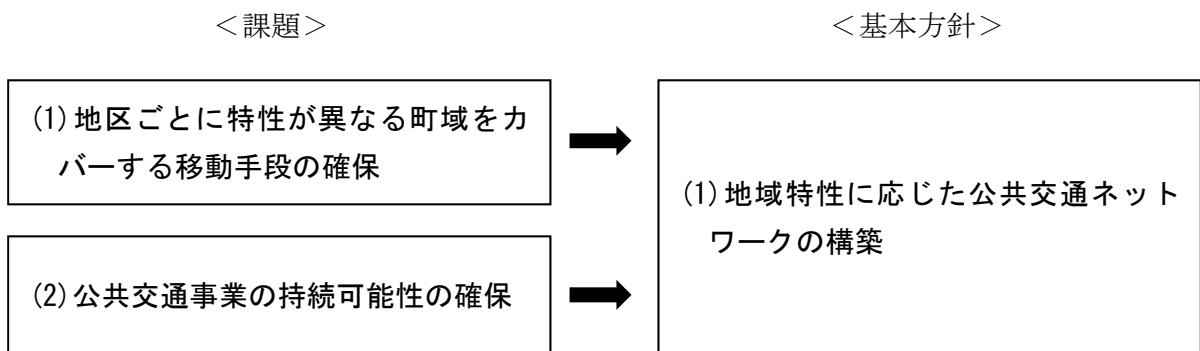 ＜課題＞
＜基本方針＞
(1)地区ごとに特性が異なる町域をカ
バーする移動手段の確保
(2)公共交通事業の持続可能性の確保
(1)地域特性に応じた公共交通ネット
ワークの構築